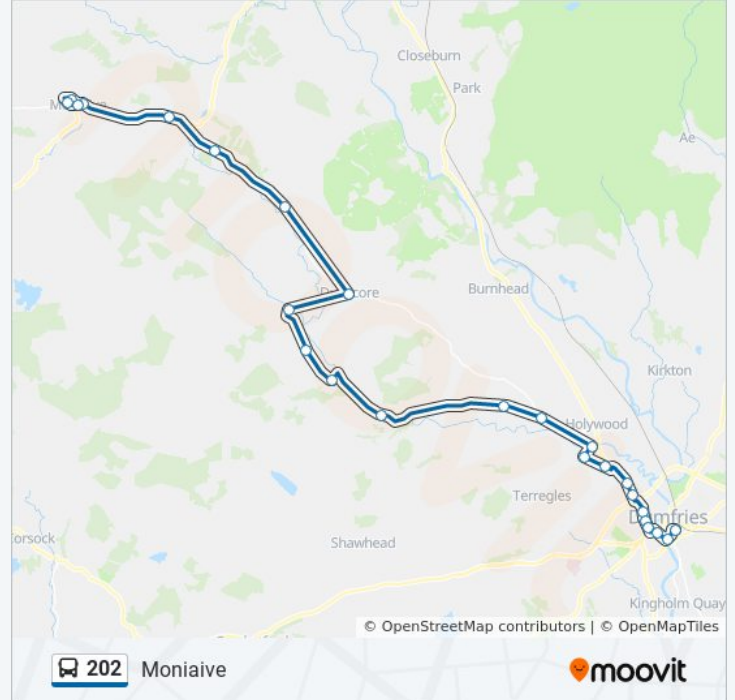 Closeburn
Park
Ae
Burnhead
Kirkton
Holywood
Terregles
Dumfries
Shawhead
Kingholm Quay
© OpenStreetMap contributors | © OpenMapTiles
202 Moniaive
moovit